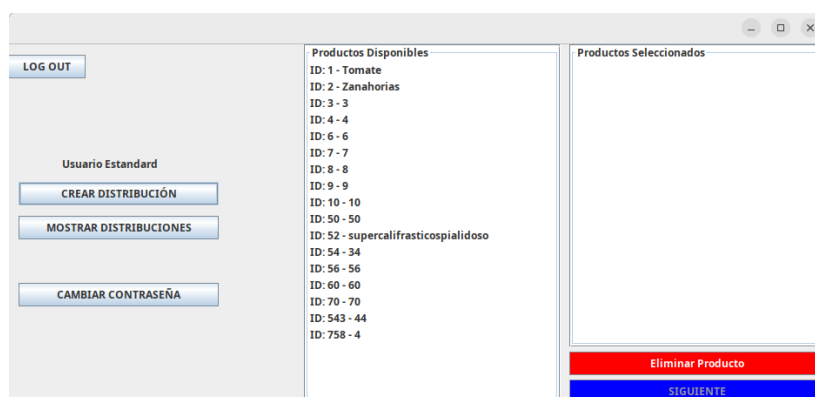 LOG OUT
Usuario Estandard
CREAR DISTRIBUCIÓN
MOSTRAR DISTRIBUCIONES
CAMBIAR CONTRASEÑA
Productos Disponibles
ID: 1 - Tomate
ID: 2 - Zanahorias
ID: 3 - 3
ID: 4 - 4
ID: 6 - 6
ID: 7 - 7
ID: 8 - 8
ID: 9 - 9
ID: 10 - 10
ID: 50 - 50
ID: 52 - supercalifrasticospialidoso
ID: 54 - 34
ID: 56 - 56
ID: 60 - 60
ID: 70 - 70
ID: 543 - 44
ID: 758 - 4
Productos Seleccionados
Eliminar Producto
SIGUIENTE